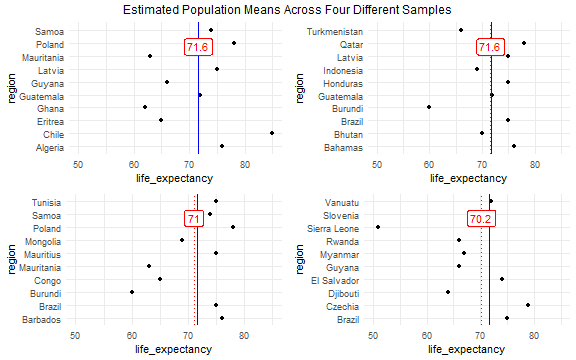 Estimated Population Means Across Four Different Samples
region
Samoa
Poland
Mauritania
Latvia
Guyana
Guatemala
Ghana
Eritrea
Chile
Algeria
71.6
50 60 70 80
life_expectancy
region
Turkmenistan
Qatar
Latvia
Indonesia
Honduras
Guatemala
Burundi
Brazil
Bhutan
Bahamas
71.6
50 60 70 80
life_expectancy
region
Tunisia
Samoa
Poland
Mongolia
Mauritius
Mauritania
Congo
Burundi
Brazil
Barbados
71
50 60 70 80
life_expectancy
region
Vanuatu
Slovenia
Sierra Leone
Rwanda
Myanmar
Guyana
El Salvador
Djibouti
Czechia
Brazil
70.2
50 60 70 80
life_expectancy